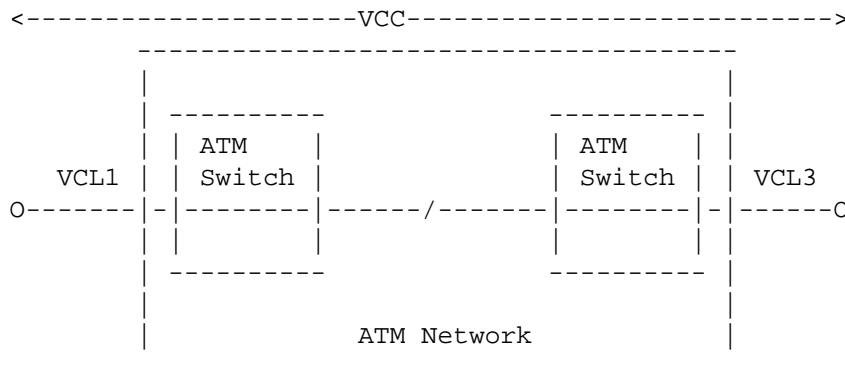 <---------------------VCC--------------------------->
ATM ATM
VCL1 Switch Switch VCL3
O O
ATM Network